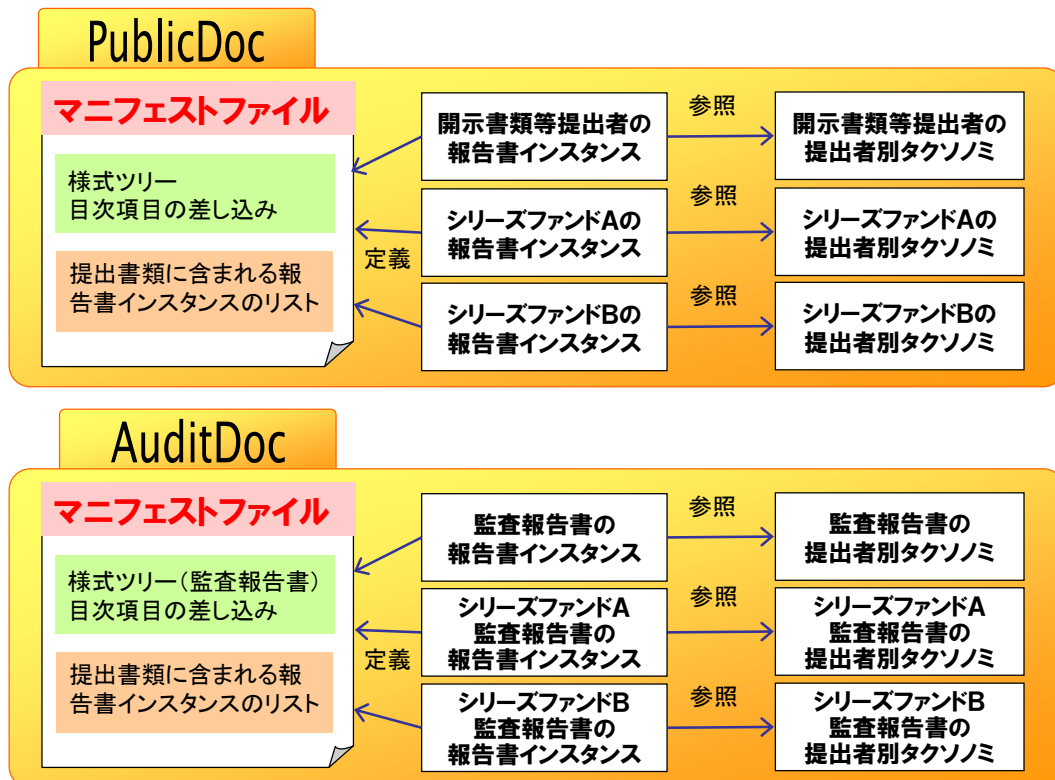 PublicDoc
マニフェストファイル
様式ツリー
目次項目の差し込み
提出書類に含まれる報
告書インスタンスのリスト
定義
開示書類等提出者の
報告書インスタンス
参照
開示書類等提出者の
提出者別タクソノミ
シリーズファンドAの
報告書インスタンス
参照
シリーズファンドAの
提出者別タクソノミ
シリーズファンドBの
報告書インスタンス
参照
シリーズファンドBの
提出者別タクソノミ
AuditDoc
マニフェストファイル
様式ツリー（監査報告書）
目次項目の差し込み
提出書類に含まれる報
告書インスタンスのリスト
定義
監査報告書の
報告書インスタンス
参照
監査報告書の
提出者別タクソノミ
シリーズファンドA
監査報告書の
報告書インスタンス
参照
シリーズファンドA
監査報告書の
提出者別タクソノミ
シリーズファンドB
監査報告書の
報告書インスタンス
参照
シリーズファンドB
監査報告書の
提出者別タクソノミ